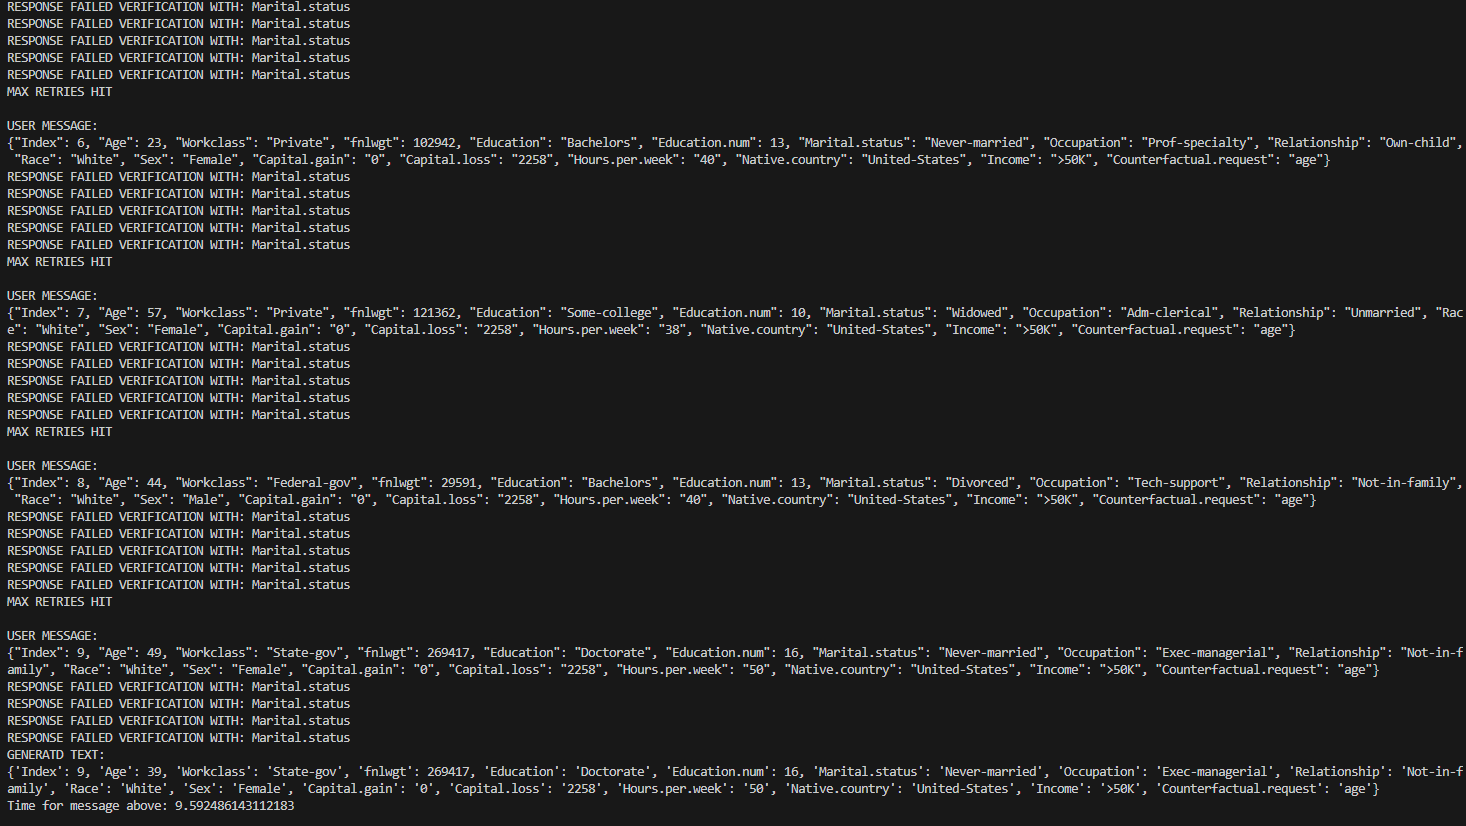 RESPONSE FAILED VERIFICATION WITH: Marital.status
RESPONSE FAILED VERIFICATION WITH: Marital.status
RESPONSE FAILED VERIFICATION WITH: Marital.status
RESPONSE FAILED VERIFICATION WITH: Marital.status
RESPONSE FAILED VERIFICATION WITH: Marital.status
MAX RETRIES HIT
USER MESSAGE:
{"Index": 6, "Age": 23, "Workclass": "Private", "fnlwgt": 102942, "Education": "Bachelors", "Education.num": 13, "Marital.status": "Never-married", "Occupation": "Prof-specialty", "Relationship": "Own-child",
"Race": "White", "Sex": "Female", "Capital.gain": "0", "Capital.loss": "2258", "Hours.per.week": "40", "Native.country": "United-States", "Income": ">50K", "Counterfactual.request": "age"}
RESPONSE FAILED VERIFICATION WITH: Marital.status
RESPONSE FAILED VERIFICATION WITH: Marital.status
RESPONSE FAILED VERIFICATION WITH: Marital.status
RESPONSE FAILED VERIFICATION WITH: Marital.status
RESPONSE FAILED VERIFICATION WITH: Marital.status
MAX RETRIES HIT
USER MESSAGE:
{"Index": 7, "Age": 57, "Workclass": "Private", "fnlwgt": 121362, "Education": "Some-college", "Education.num": 10, "Marital.status": "Widowed", "Occupation": "Adm-clerical", "Relationship": "Unmarried", "Rac
e": "White", "Sex": "Female", "Capital.gain": "0", "Capital.loss": "2258", "Hours.per.week": "38", "Native.country": "United-States", "Income": ">50K", "Counterfactual.request": "age"}
RESPONSE FAILED VERIFICATION WITH: Marital.status
RESPONSE FAILED VERIFICATION WITH: Marital.status
RESPONSE FAILED VERIFICATION WITH: Marital.status
RESPONSE FAILED VERIFICATION WITH: Marital.status
RESPONSE FAILED VERIFICATION WITH: Marital.status
MAX RETRIES HIT
USER MESSAGE:
{"Index": 8, "Age": 44, "Workclass": "Federal-gov", "fnlwgt": 29591, "Education": "Bachelors", "Education.num": 13, "Marital.status": "Divorced", "Occupation": "Tech-support", "Relationship": "Not-in-family",
"Race": "White", "Sex": "Male", "Capital.gain": "0", "Capital.loss": "2258", "Hours.per.week": "40", "Native.country": "United-States", "Income": ">50K", "Counterfactual.request": "age"}
RESPONSE FAILED VERIFICATION WITH: Marital.status
RESPONSE FAILED VERIFICATION WITH: Marital.status
RESPONSE FAILED VERIFICATION WITH: Marital.status
RESPONSE FAILED VERIFICATION WITH: Marital.status
RESPONSE FAILED VERIFICATION WITH: Marital.status
MAX RETRIES HIT
USER MESSAGE:
{"Index": 9, "Age": 49, "Workclass": "State-gov", "fnlwgt": 269417, "Education": "Doctorate", "Education.num": 16, "Marital.status": "Never-married", "Occupation": "Exec-managerial", "Relationship": "Not-in-f
amily", "Race": "White", "Sex": "Female", "Capital.gain": "0", "Capital.loss": "2258", "Hours.per.week": "50", "Native.country": "United-States", "Income": ">50K", "Counterfactual.request": "age"}
RESPONSE FAILED VERIFICATION WITH: Marital.status
RESPONSE FAILED VERIFICATION WITH: Marital.status
RESPONSE FAILED VERIFICATION WITH: Marital.status
RESPONSE FAILED VERIFICATION WITH: Marital.status
GENERATD TEXT:
{'Index': 9, 'Age': 39, 'Workclass': 'State-gov', 'fnlwgt': 269417, 'Education': 'Doctorate', 'Education.num': 16, 'Marital.status': 'Never-married', 'Occupation': 'Exec-managerial', 'Relationship': 'Not-in-f
amily', 'Race': 'White', 'Sex': 'Female', 'Capital.gain': '0', 'Capital.loss': '2258', 'Hours.per.week': '50', 'Native.country': 'United-States', 'Income': '>50K', 'Counterfactual.request': 'age'}
Time for message above: 9.592486143112183